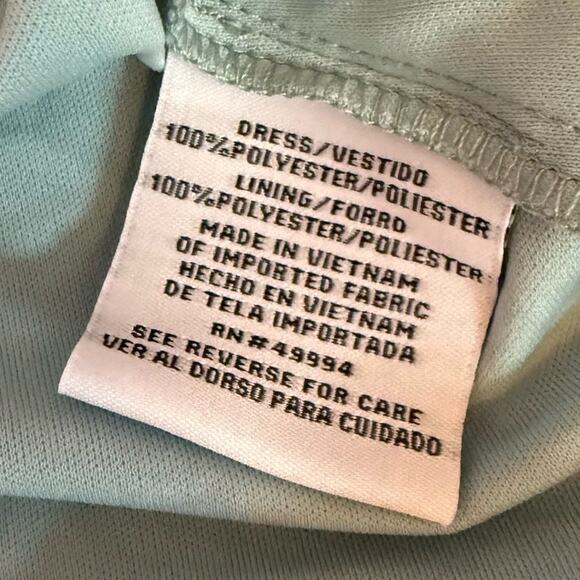 DRESS/VESTIDO
100%POLYESTER/POLIESTER
LINING/FORRO
100%POLYESTER/POLIESTER
MADE IN VIETNAM
OF IMPORTED FABRIC
HECHO EN VIETNAM
DE TELA IMPORTADA
RN#49994
SEE REVERSE FOR CARE
VER AL DORSO PARA CUIDADO